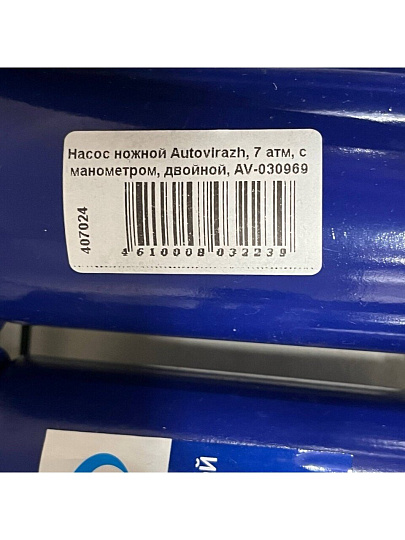 Насос ножной Autovirazh, 7 атм, с
манометром, двойной, AV-030969
407024
4610008032239